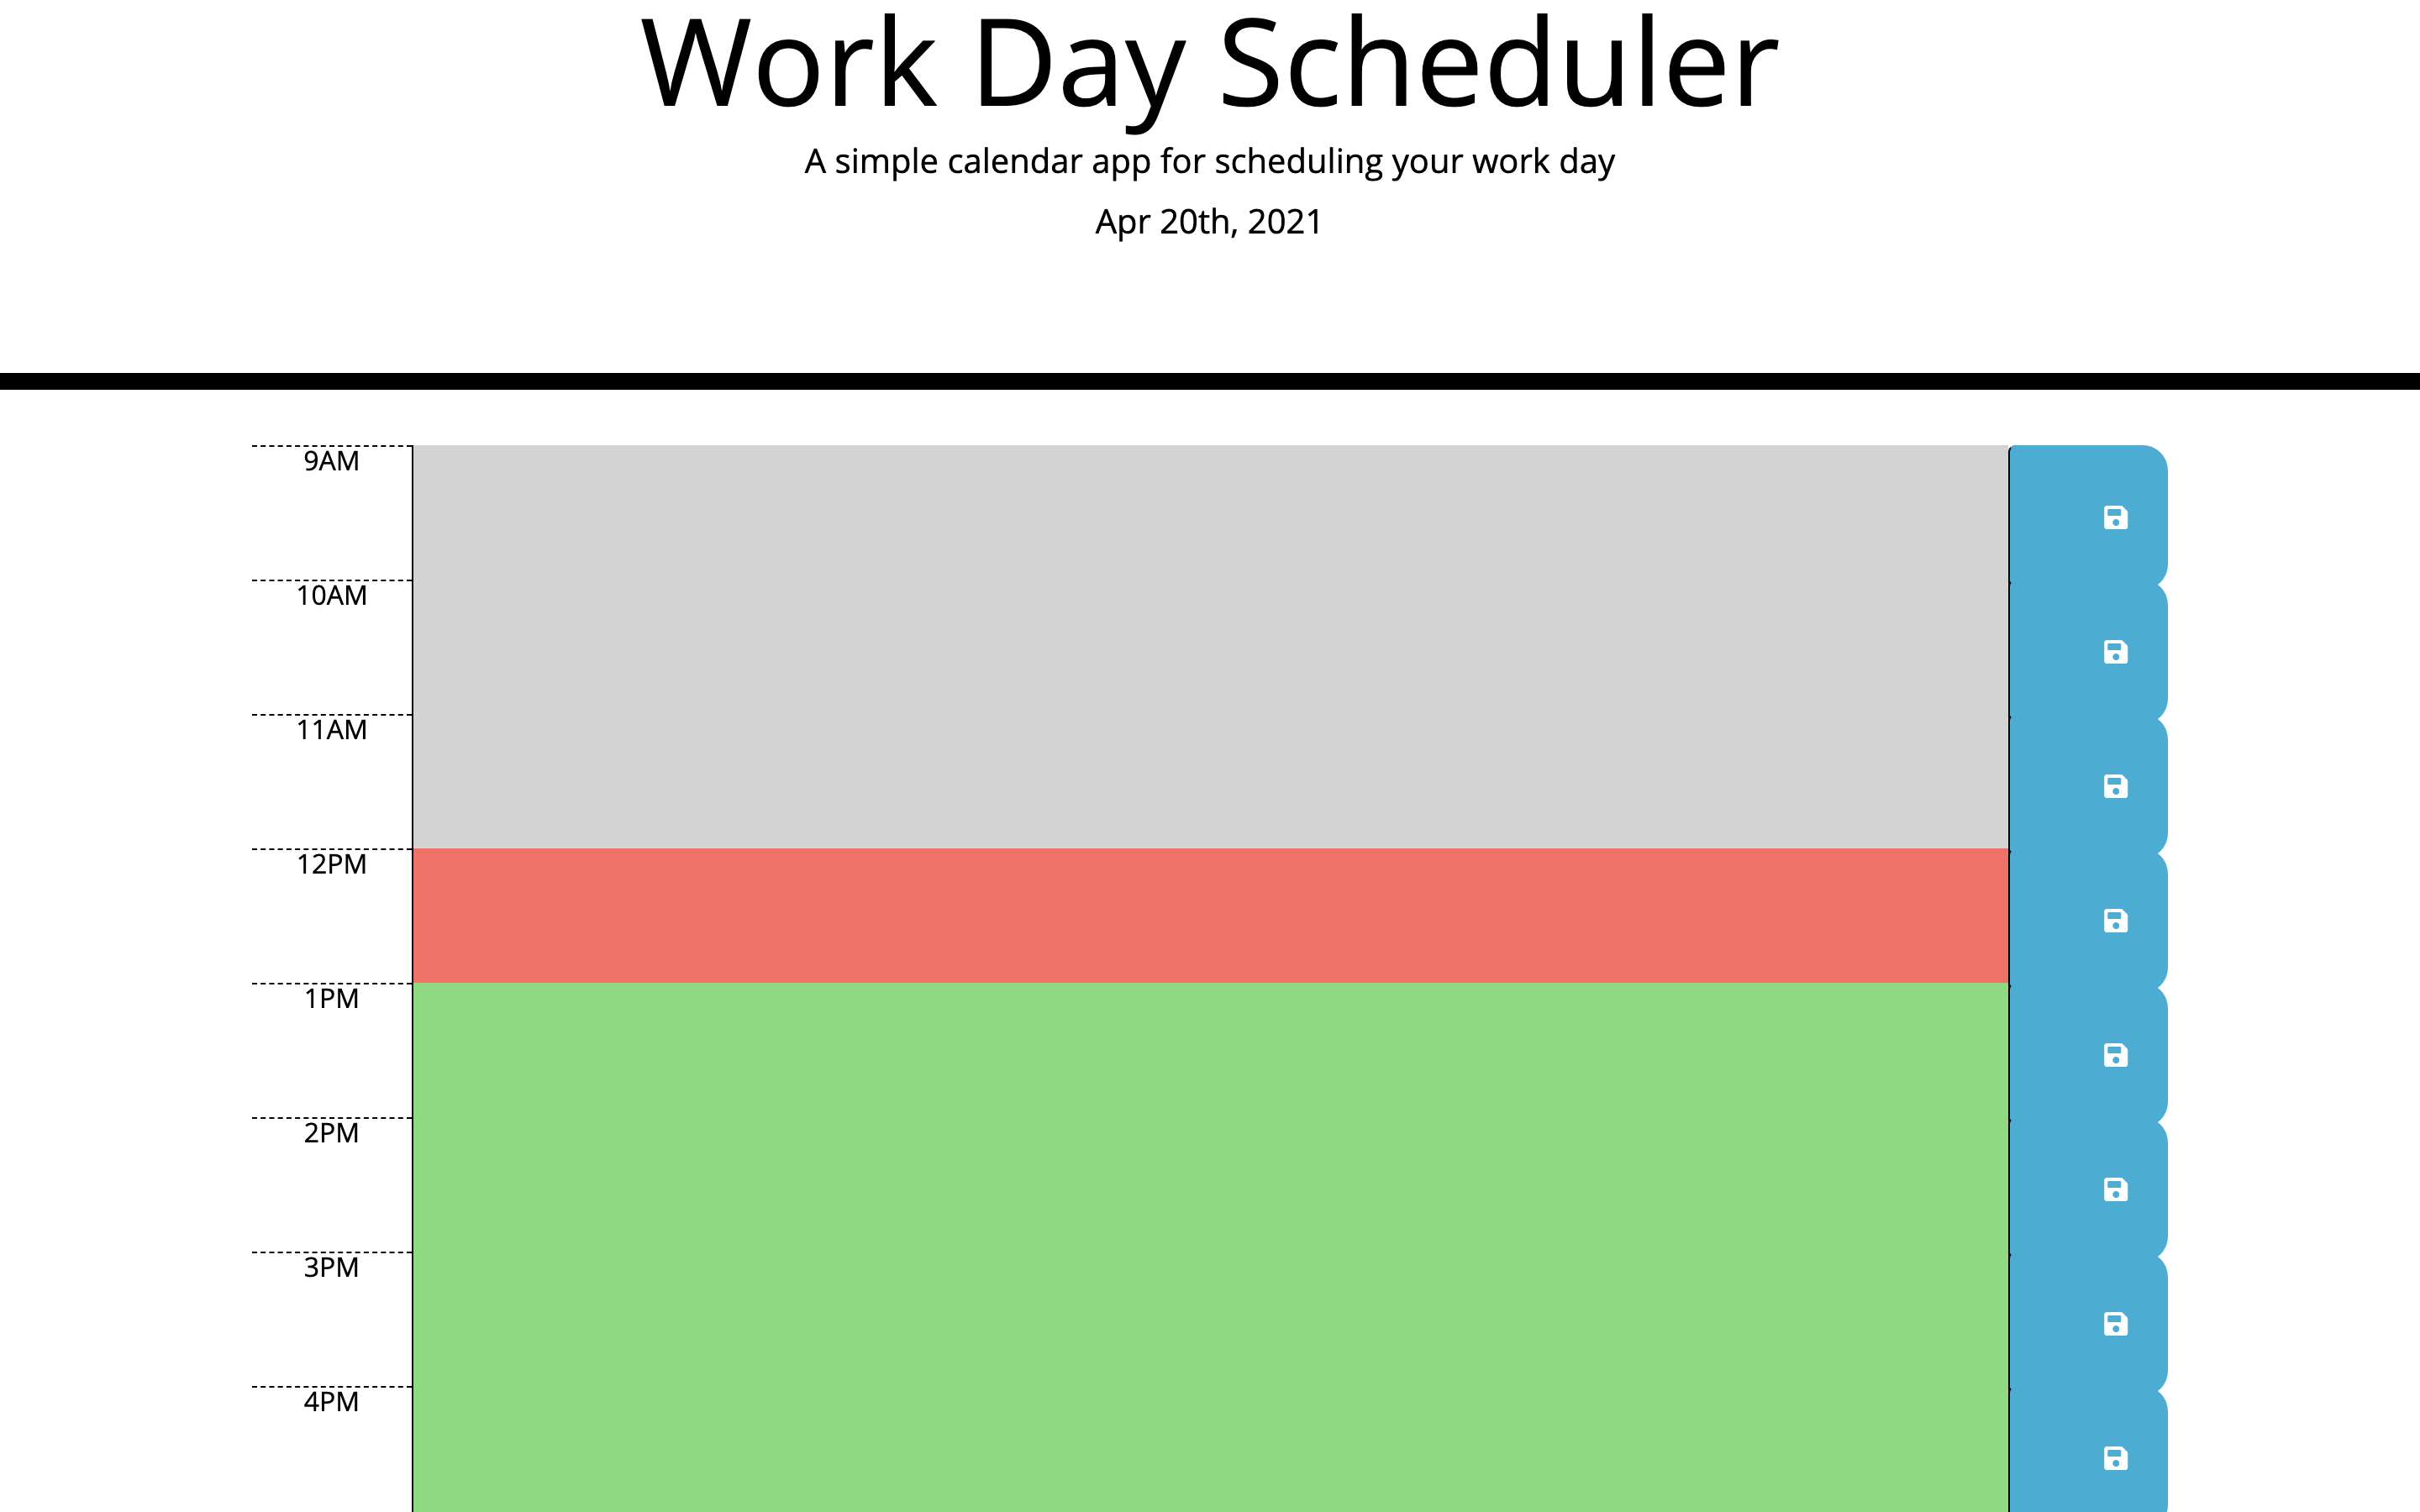 Work Day Scheduler
A simple calendar app for scheduling your work day
Apr 20th, 2021
9AM
10AM
11AM
12PM
1PM
2PM
3PM
4PM